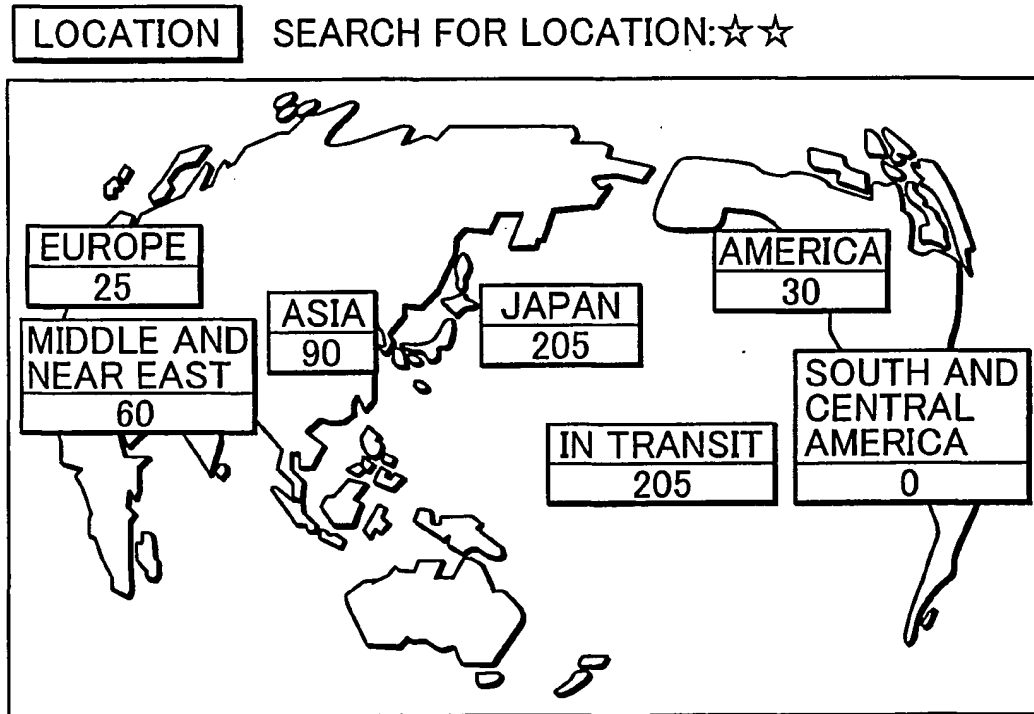 LOCATION SEARCH FOR LOCATION:☆☆
EUROPE
25
MIDDLE AND
NEAR EAST
60
ASIA
90
JAPAN
205
AMERICA
30
IN TRANSIT
205
SOUTH AND
CENTRAL
AMERICA
0